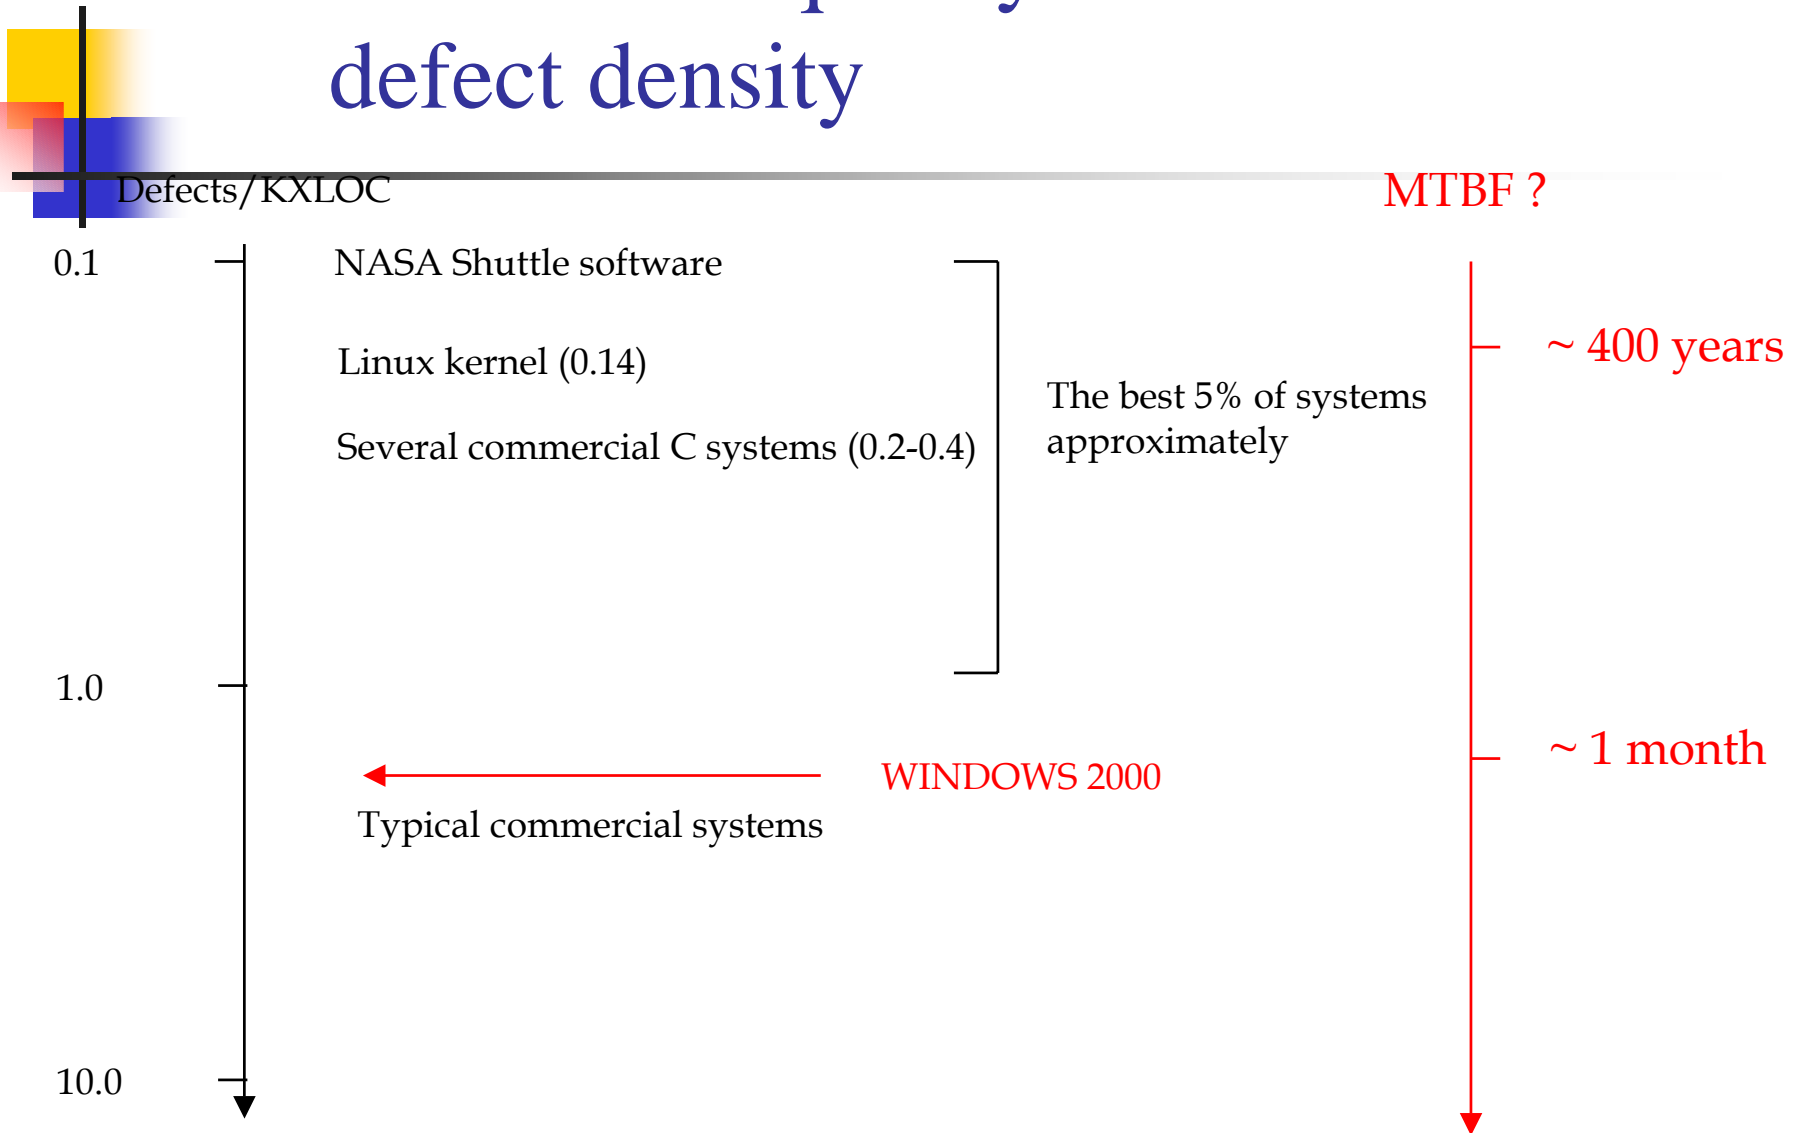 defect density
Defects/KXLOC
MTBF ?
0.1
NASA Shuttle software
~ 400 years
Linux kernel (0.14)
The best 5% of systems
approximately
Several commercial C systems (0.2-0.4)
1.0
~ 1 month
WINDOWS 2000
Typical commercial systems
10.0